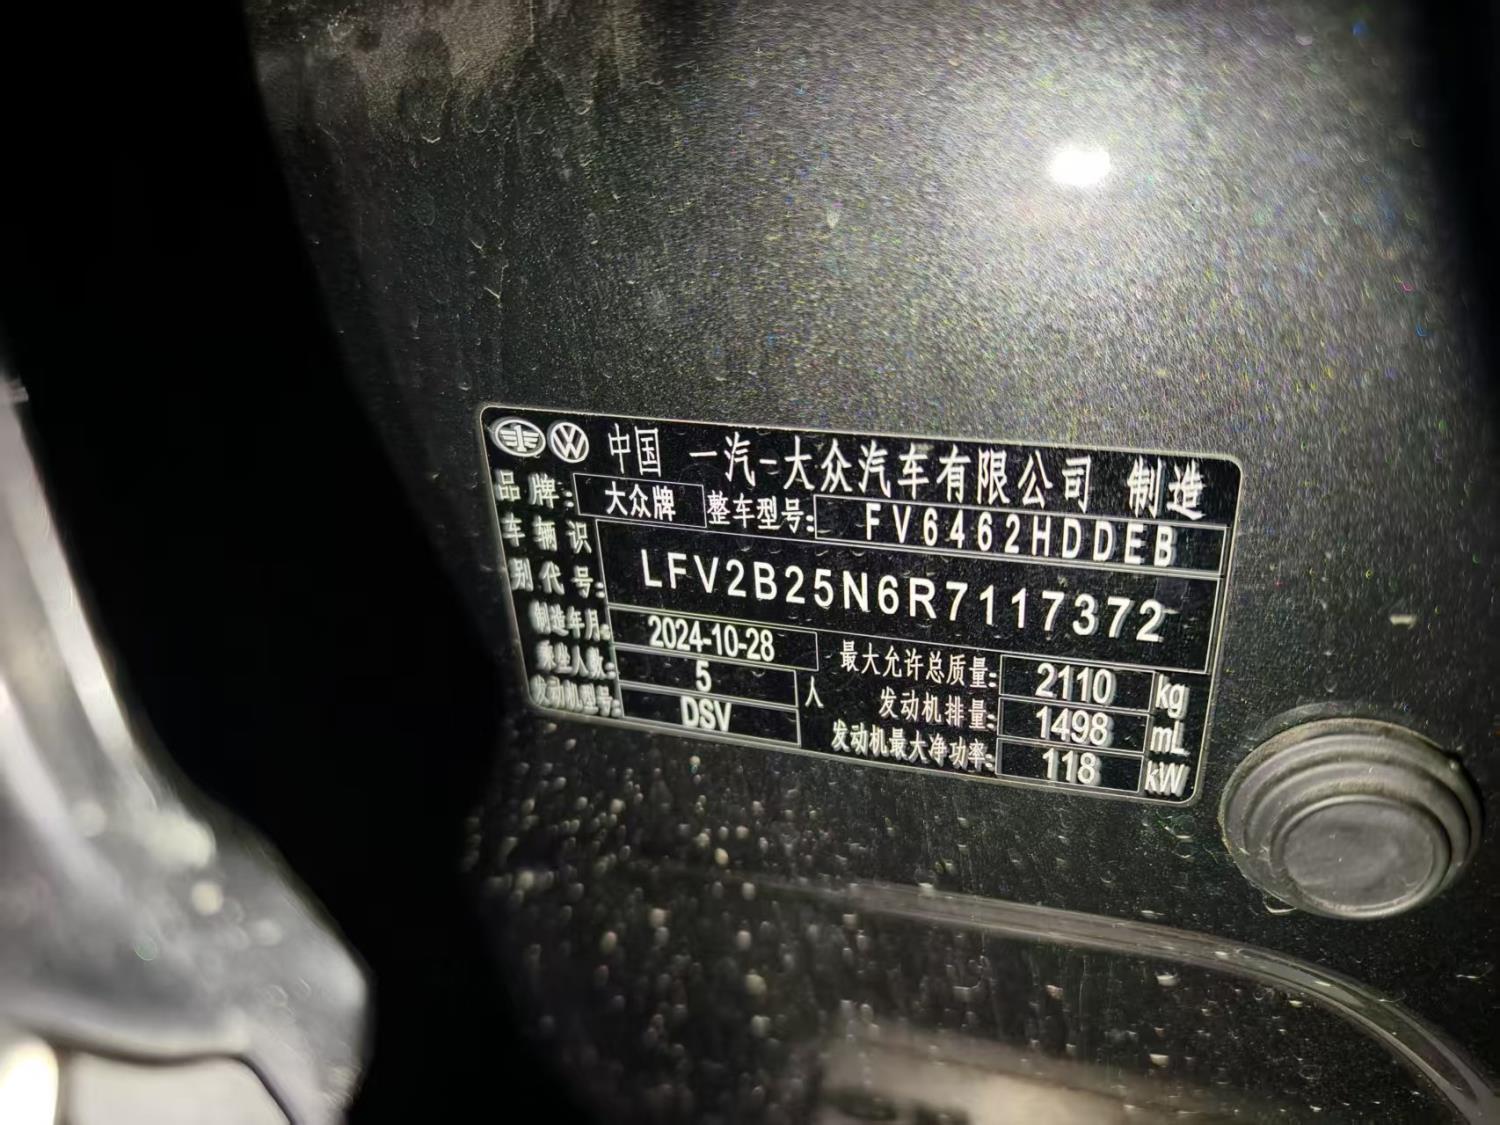 中国 一汽-大众汽车有限公司 制造
品牌: 大众牌 整车型号: FV6462HDDEB
车辆识别代号: LFV2B25N6R7117372
制造年月: 2024-10-28 最大允许总质量: 2110 kg
乘坐人数: 5 人 发动机排量: 1498 mL
发动机型号: DSV 发动机最大净功率: 118 kW